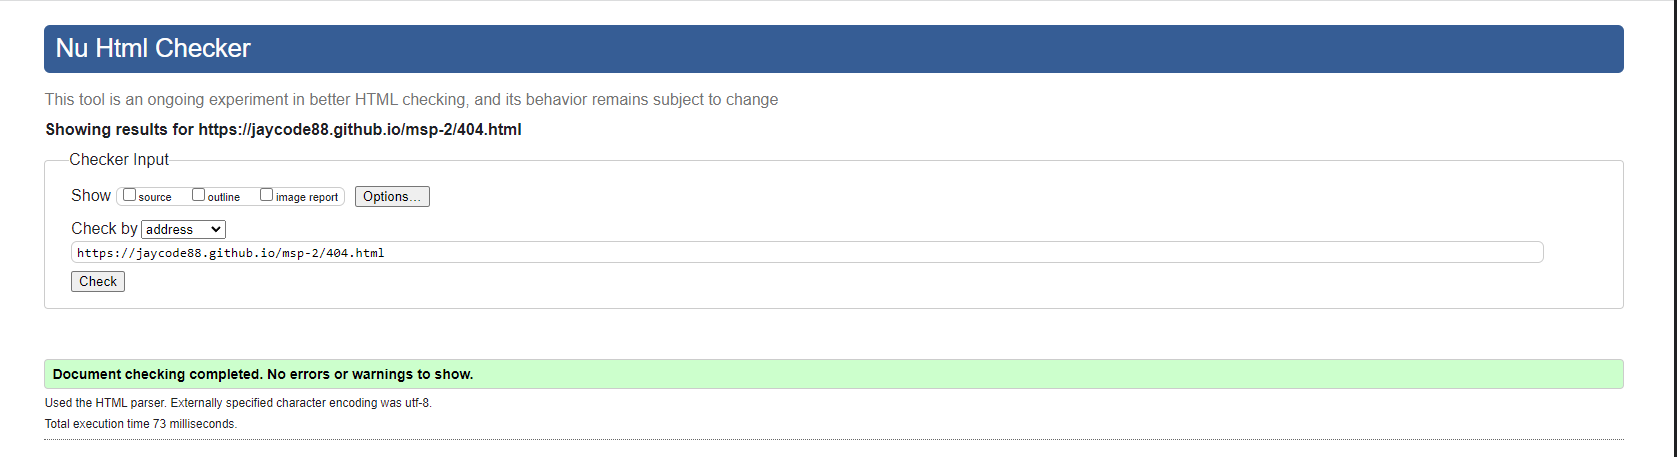 Nu Html Checker
This tool is an ongoing experiment in better HTML checking, and its behavior remains subject to change
Showing results for https://jaycode88.github.io/msp-2/404.html
Checker Input
Show source outline image report Options...
Check by address
https://jaycode88.github.io/msp-2/404.html
Check
Document checking completed. No errors or warnings to show.
Used the HTML parser. Externally specified character encoding was utf-8.
Total execution time 73 milliseconds.